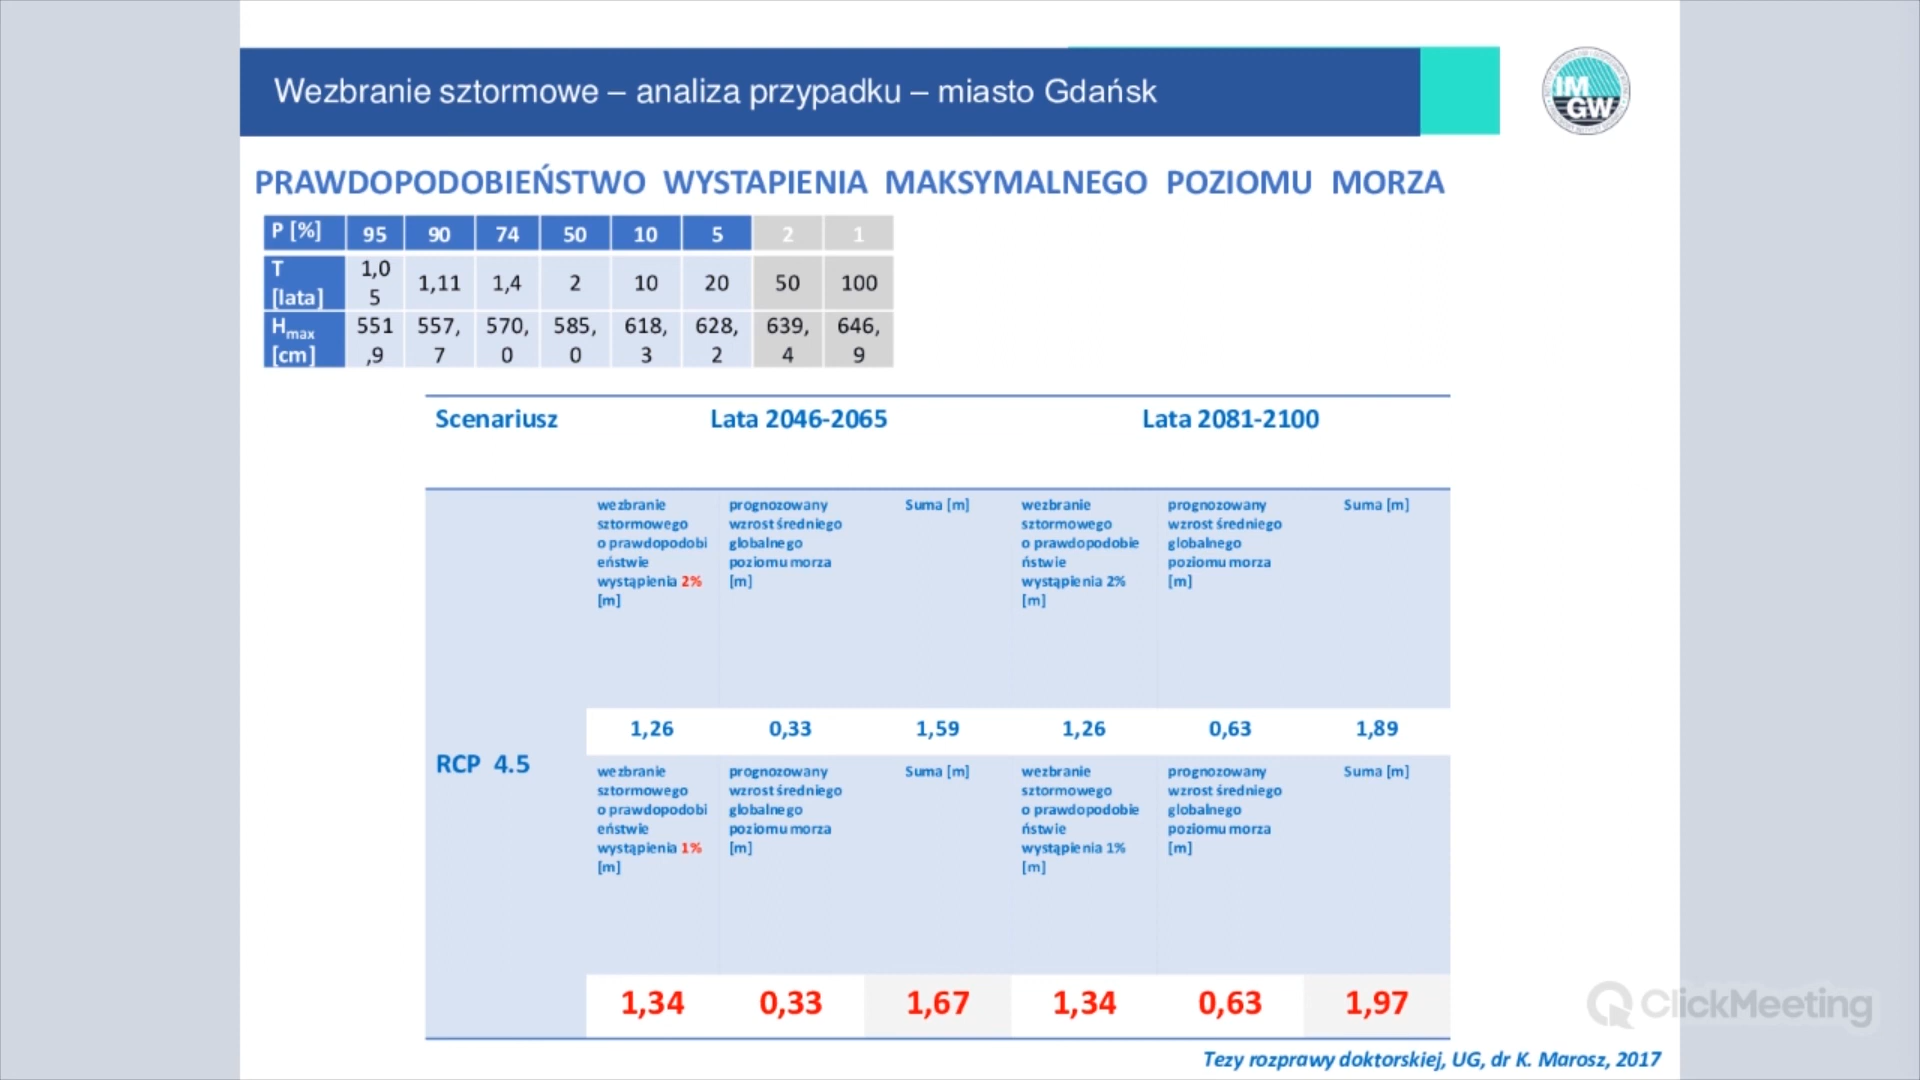 Wezbranie sztormowe – analiza przypadku – miasto Gdańsk
IM
GW
PRAWDOPODOBIEŃSTWO WYSTAPIENIA MAKSYMALNEGO POZIOMU MORZA
P [%] 95 90 74 50 10 5 2 1
T [lata] 1,05 1,11 1,4 2 10 20 50 100
Hmax [cm] 551,9 557,7 570,0 585,0 618,3 628,2 639,4 646,9
Scenariusz Lata 2046-2065 Lata 2081-2100
wezbranie
sztormowego
o prawdopodobi
eństwie
wystąpienia 2%
[m]
prognozowany
wzrost średniego
globalnego
poziomu morza
[m]
Suma [m]
wezbranie
sztormowego
o prawdopodobie
ństwie
wystąpienia 2%
[m]
prognozowany
wzrost średniego
globalnego
poziomu morza
[m]
Suma [m]
1,26 0,33 1,59 1,26 0,63 1,89
RCP 4.5
wezbranie
sztormowego
o prawdopodobi
eństwie
wystąpienia 1%
[m]
prognozowany
wzrost średniego
globalnego
poziomu morza
[m]
Suma [m]
wezbranie
sztormowego
o prawdopodobie
ństwie
wystąpienia 1%
[m]
prognozowany
wzrost średniego
globalnego
poziomu morza
[m]
Suma [m]
1,34 0,33 1,67 1,34 0,63 1,97
ClickMeeting
Tezy rozprawy doktorskiej, UG, dr K. Marosz, 2017